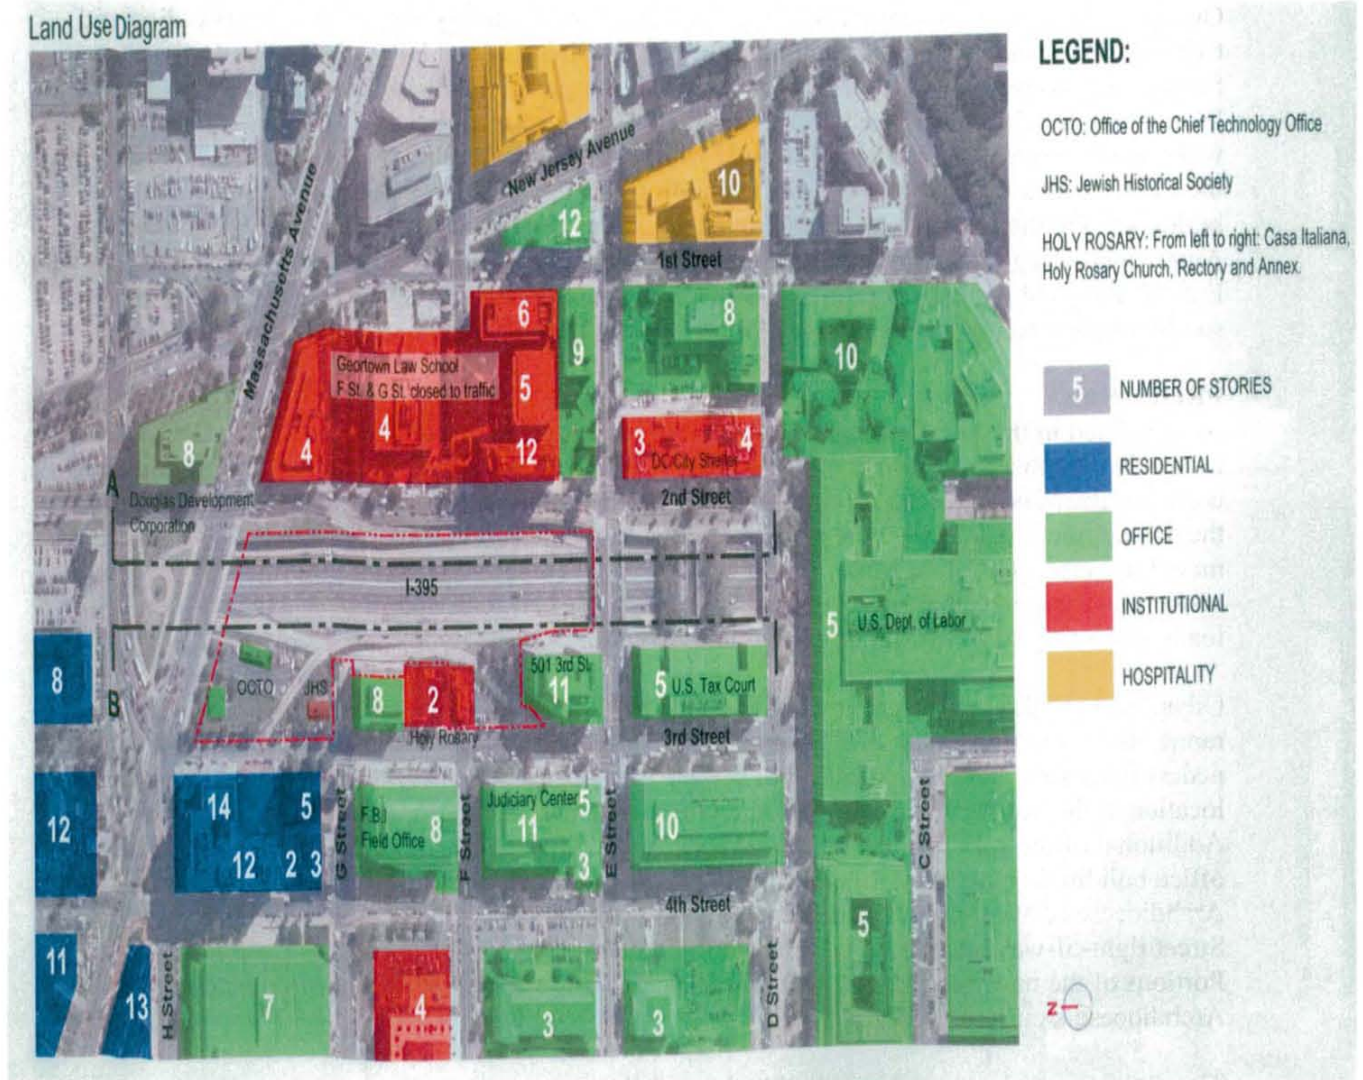 Land Use Diagram
LEGEND:
OCTO: Office of the Chief Technology Office
JHS: Jewish Historical Society
HOLY ROSARY: From left to right: Casa Italiana,
Holy Rosary Church, Rectory and Annex.
5 NUMBER OF STORIES
RESIDENTIAL
OFFICE
INSTITUTIONAL
HOSPITALITY
Massachusetts Avenue
New Jersey Avenue
10
12
1st Street
6
8
9
10
Geortown Law School
F St. & G St. closed to traffic
5
4
4
12
3
4
DC/City Shelter
8
2nd Street
A
Douglas Development
Corporation
I-395
5
U.S. Dept. of Labor
8
B
OCTO
JHS
8
2
Holy Rosary
501 3rd St.
11
5 U.S. Tax Court
3rd Street
12
14
5
12
2
3
G Street
F.B.I
Field Office
8
F Street
Judiciary Center
5
11
3
E Street
10
C Street
4th Street
5
11
13
H Street
7
4
3
3
D Street
Z